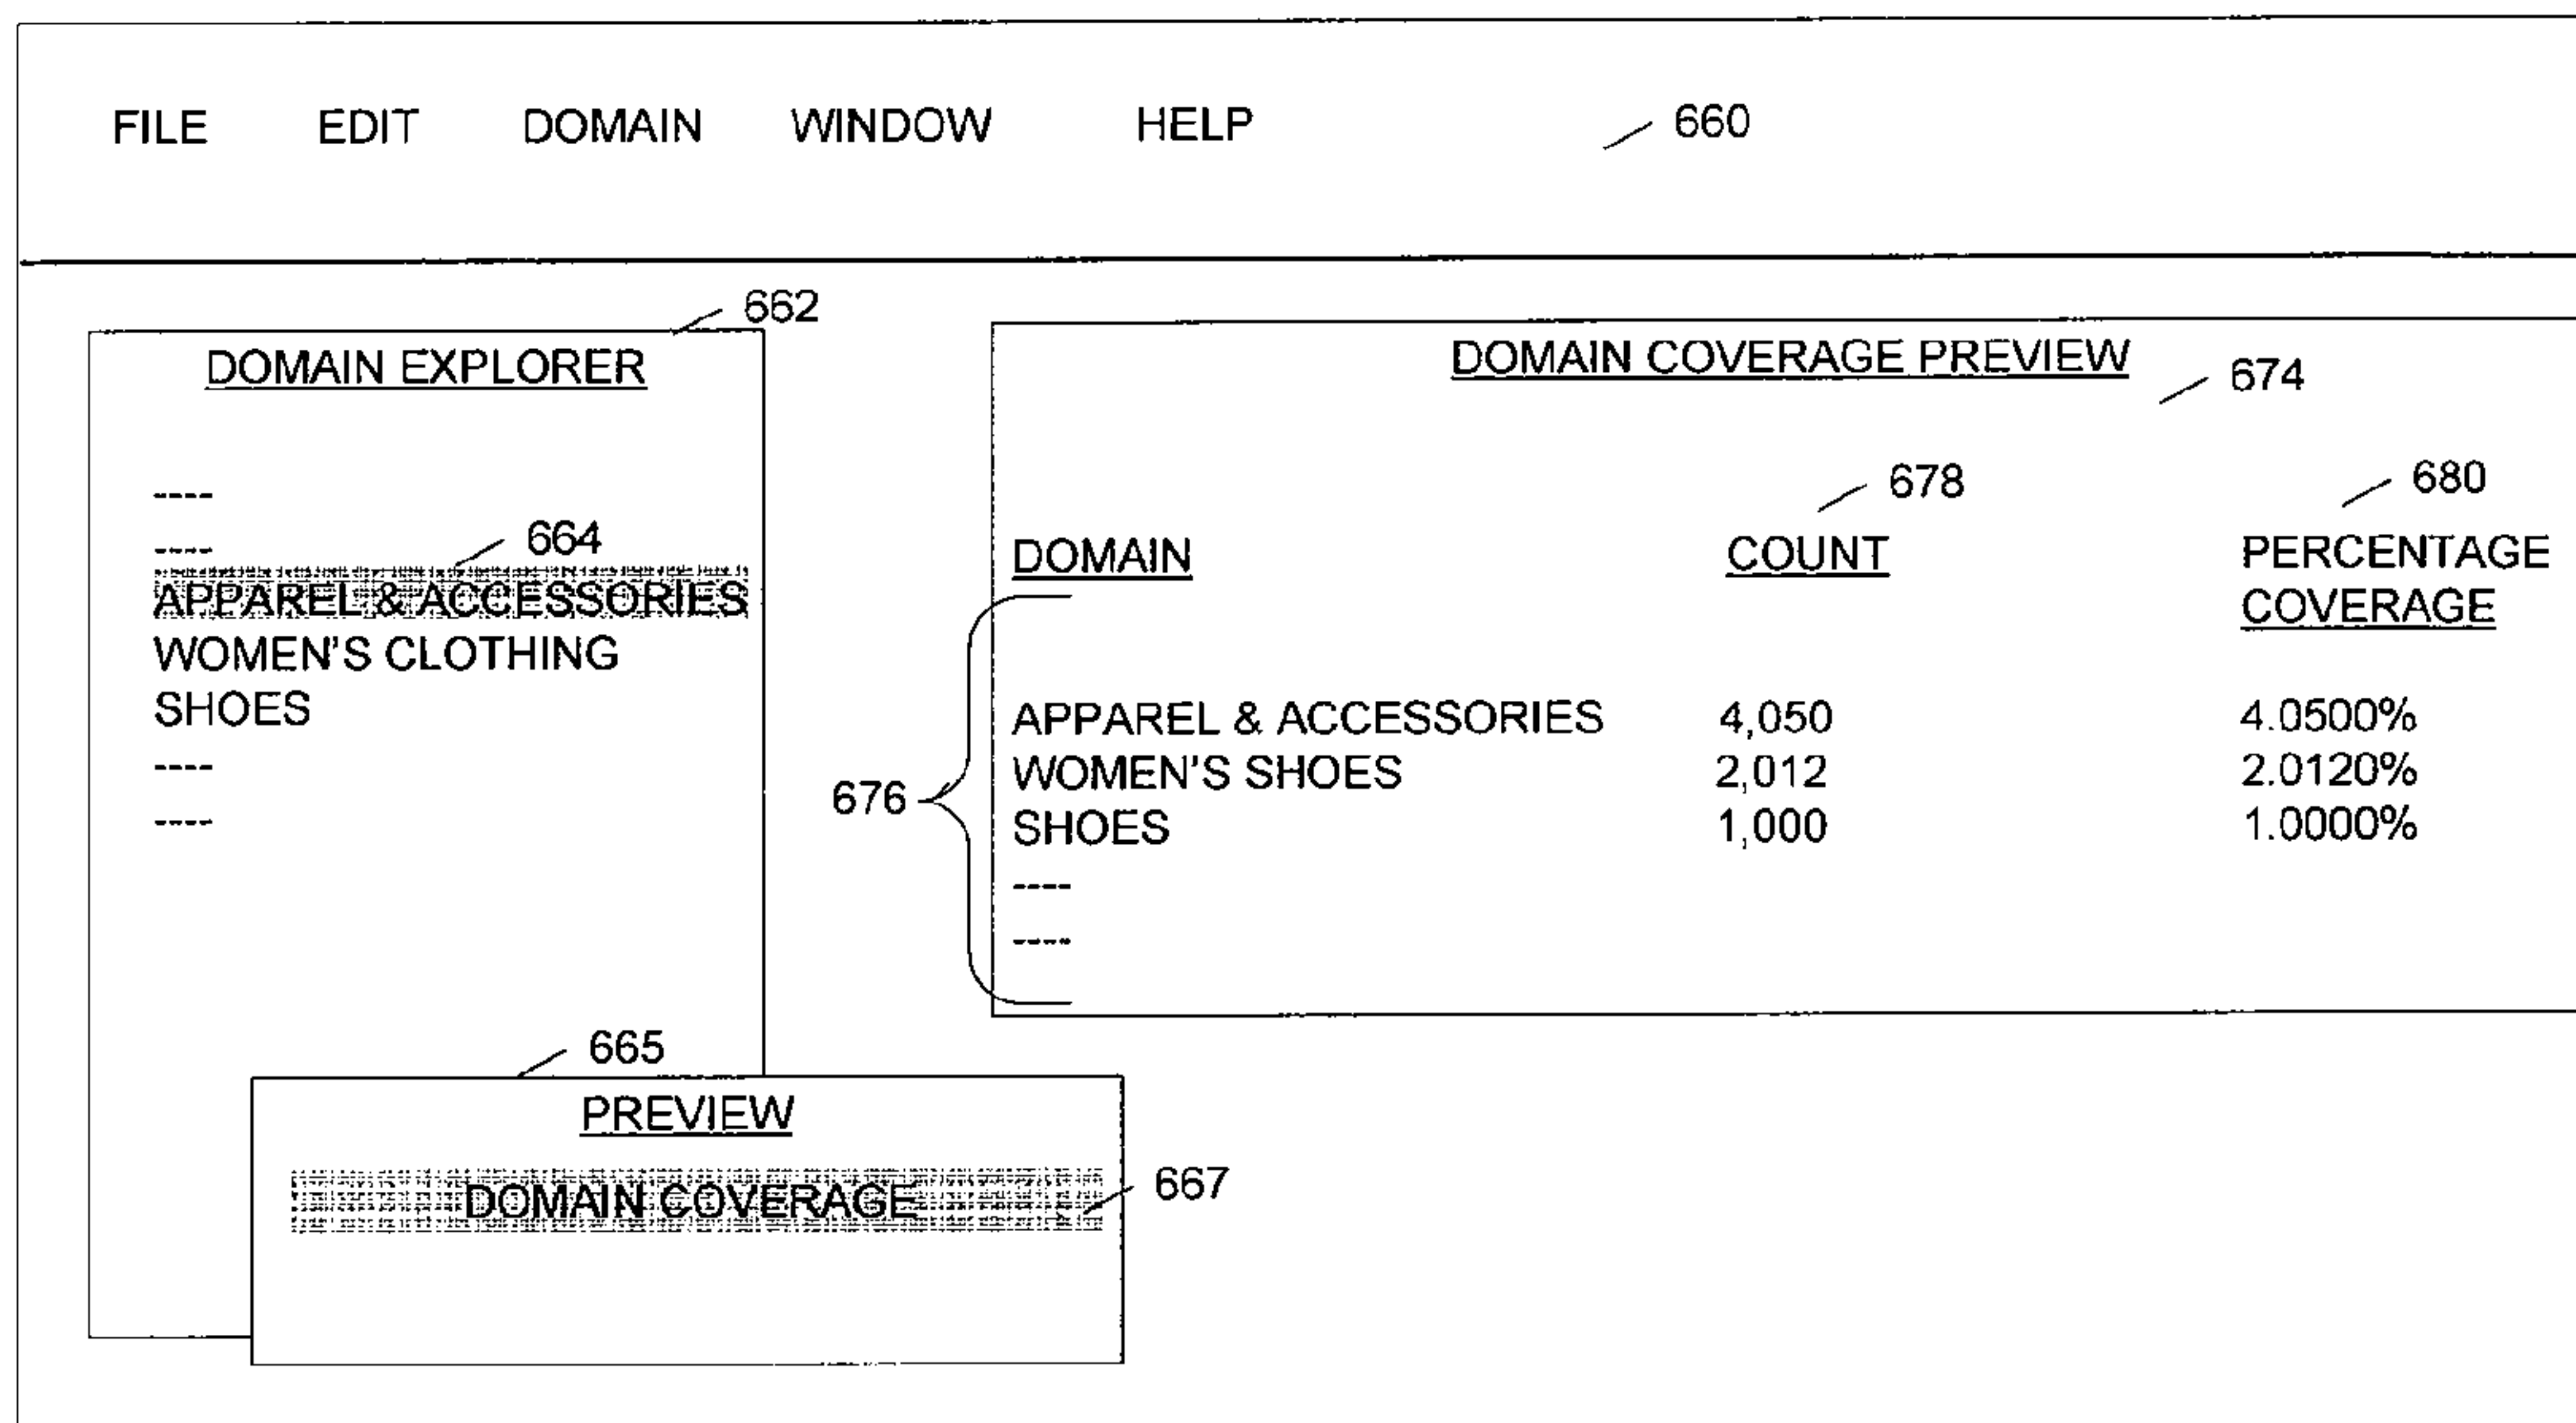 FILE EDIT DOMAIN WINDOW HELP 660
662
DOMAIN EXPLORER
----
----
664
APPAREL & ACCESSORIES
WOMEN'S CLOTHING
SHOES
----
----
DOMAIN COVERAGE PREVIEW
674
678 680
DOMAIN COUNT PERCENTAGE
COVERAGE
APPAREL & ACCESSORIES 4,050 4.0500%
WOMEN'S SHOES 2,012 2.0120%
676
SHOES 1,000 1.0000%
----
----
665
PREVIEW
DOMAIN COVERAGE 667